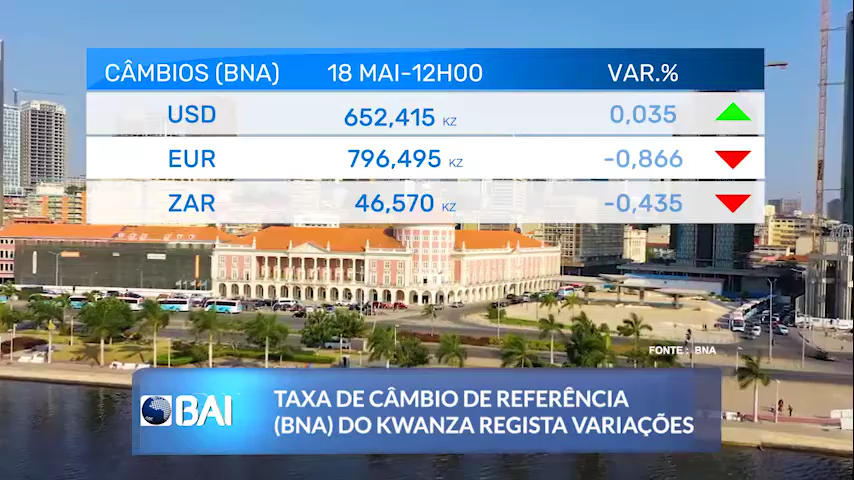 CÂMBIOS (BNA) 18 MAI-12H00 VAR.%
USD 652,415 KZ 0,035
EUR 796,495 KZ -0,866
ZAR 46,570 KZ -0,435
FONTE : BNA
BAI
TAXA DE CÂMBIO DE REFERÊNCIA
(BNA) DO KWANZA REGISTA VARIAÇÕES